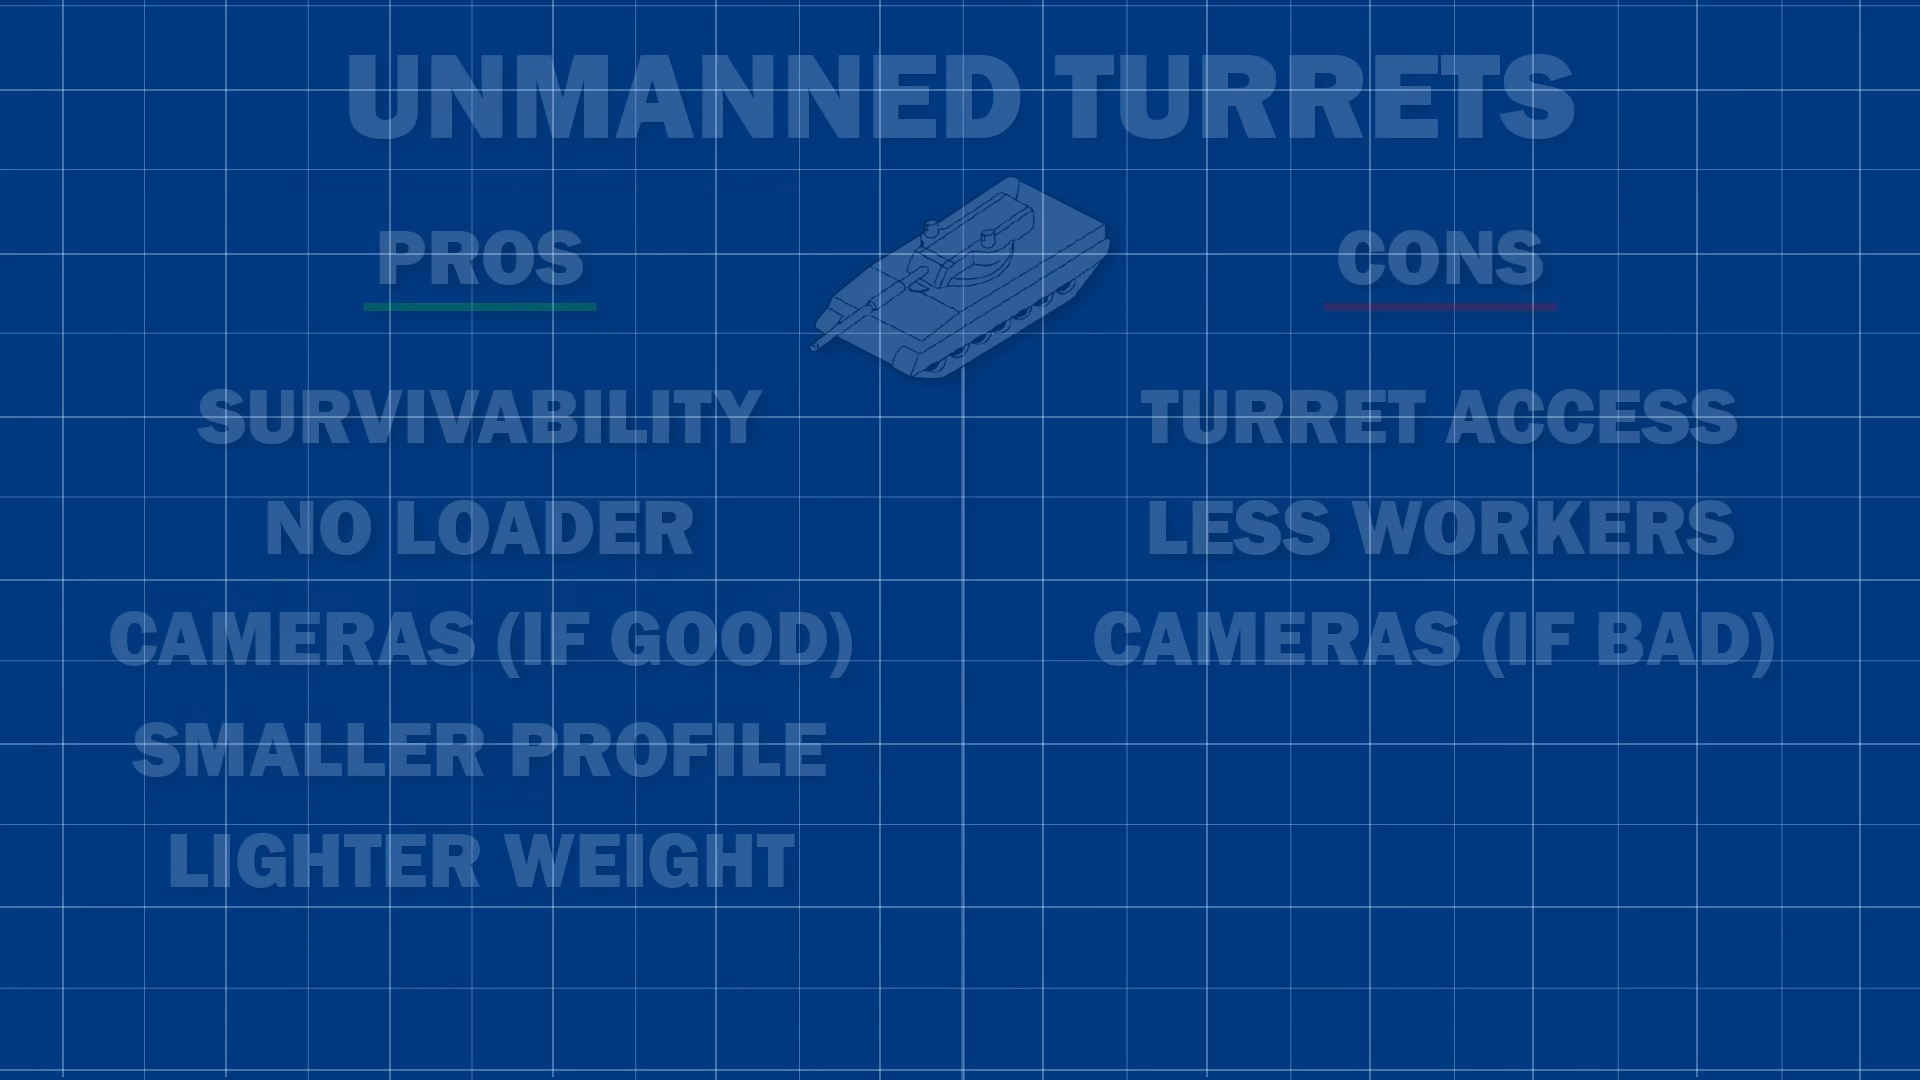 UNMANNED TURRETS
PROS
SURVIVABILITY
NO LOADER
CAMERAS (IF GOOD)
SMALLER PROFILE
LIGHTER WEIGHT
CONS
TURRET ACCESS
LESS WORKERS
CAMERAS (IF BAD)